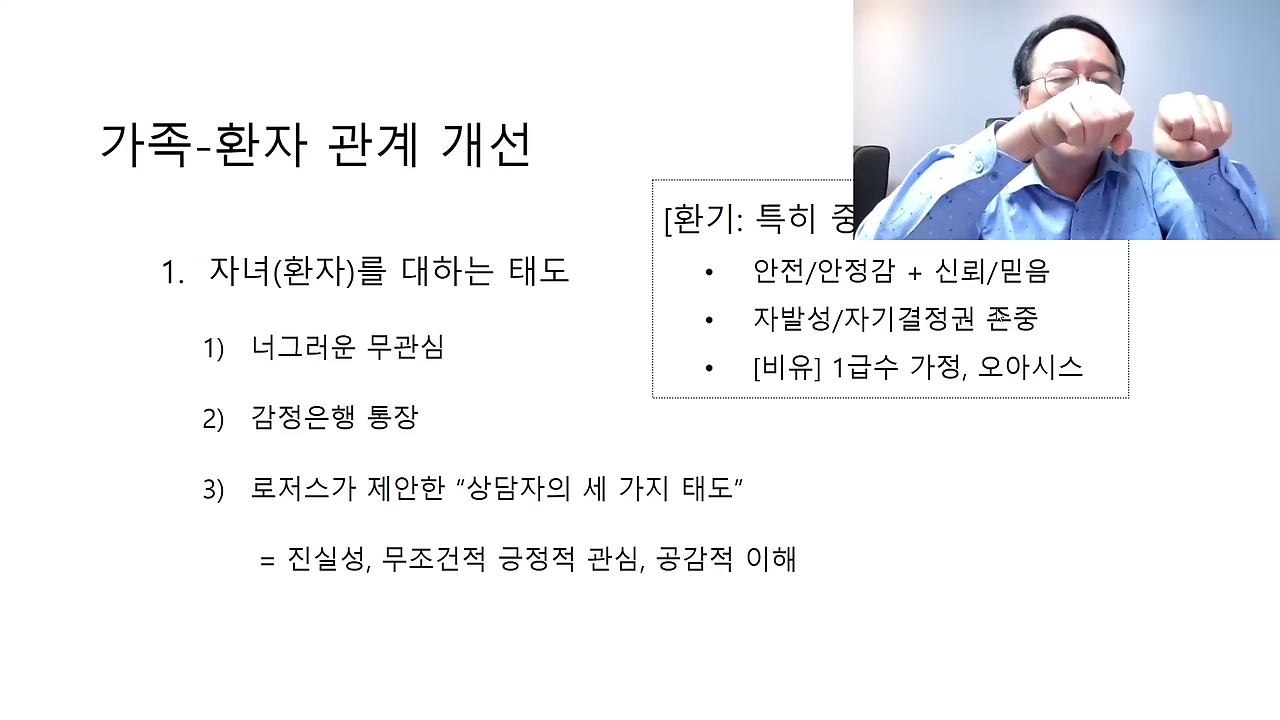 가족-환자 관계 개선
[환기: 특히
1. 자녀(환자)를 대하는 태도
• 안전/안정감 + 신뢰/믿음
• 자발성/자기결정권 존중
• [비유] 1급수 가정, 오아시스
1) 너그러운 무관심
2) 감정은행 통장
3) 로저스가 제안한 “상담자의 세 가지 태도”
= 진실성, 무조건적 긍정적 관심, 공감적 이해